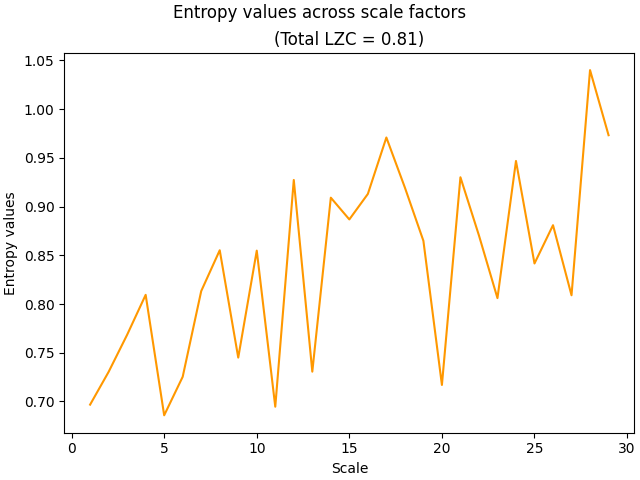 Entropy values across scale factors
(Total LZC = 0.81)
1.05
1.00
0.95
0.90
0.85
0.80
0.75
0.70
Entropy values
0 5 10 15 20 25 30
Scale